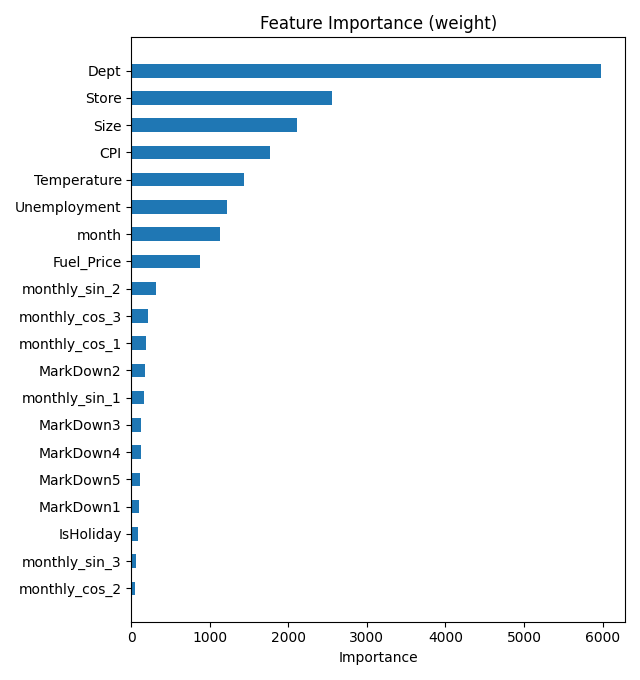 Feature Importance (weight)
Dept
Store
Size
CPI
Temperature
Unemployment
month
Fuel_Price
monthly_sin_2
monthly_cos_3
monthly_cos_1
MarkDown2
monthly_sin_1
MarkDown3
MarkDown4
MarkDown5
MarkDown1
IsHoliday
monthly_sin_3
monthly_cos_2
0 1000 2000 3000 4000 5000 6000
Importance